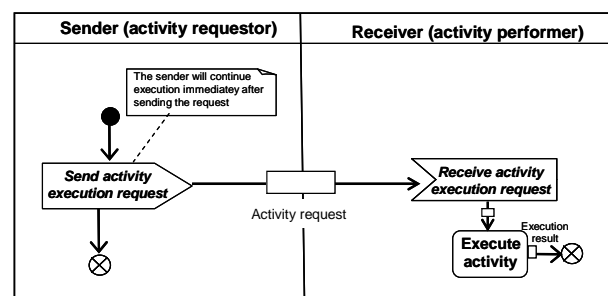 Sender (activity requestor)
Receiver (activity performer)
The sender will continue
execution immediatey after
sending the request
Send activity
execution request
Activity request
Receive activity
execution request
Execute
activity
Execution
result